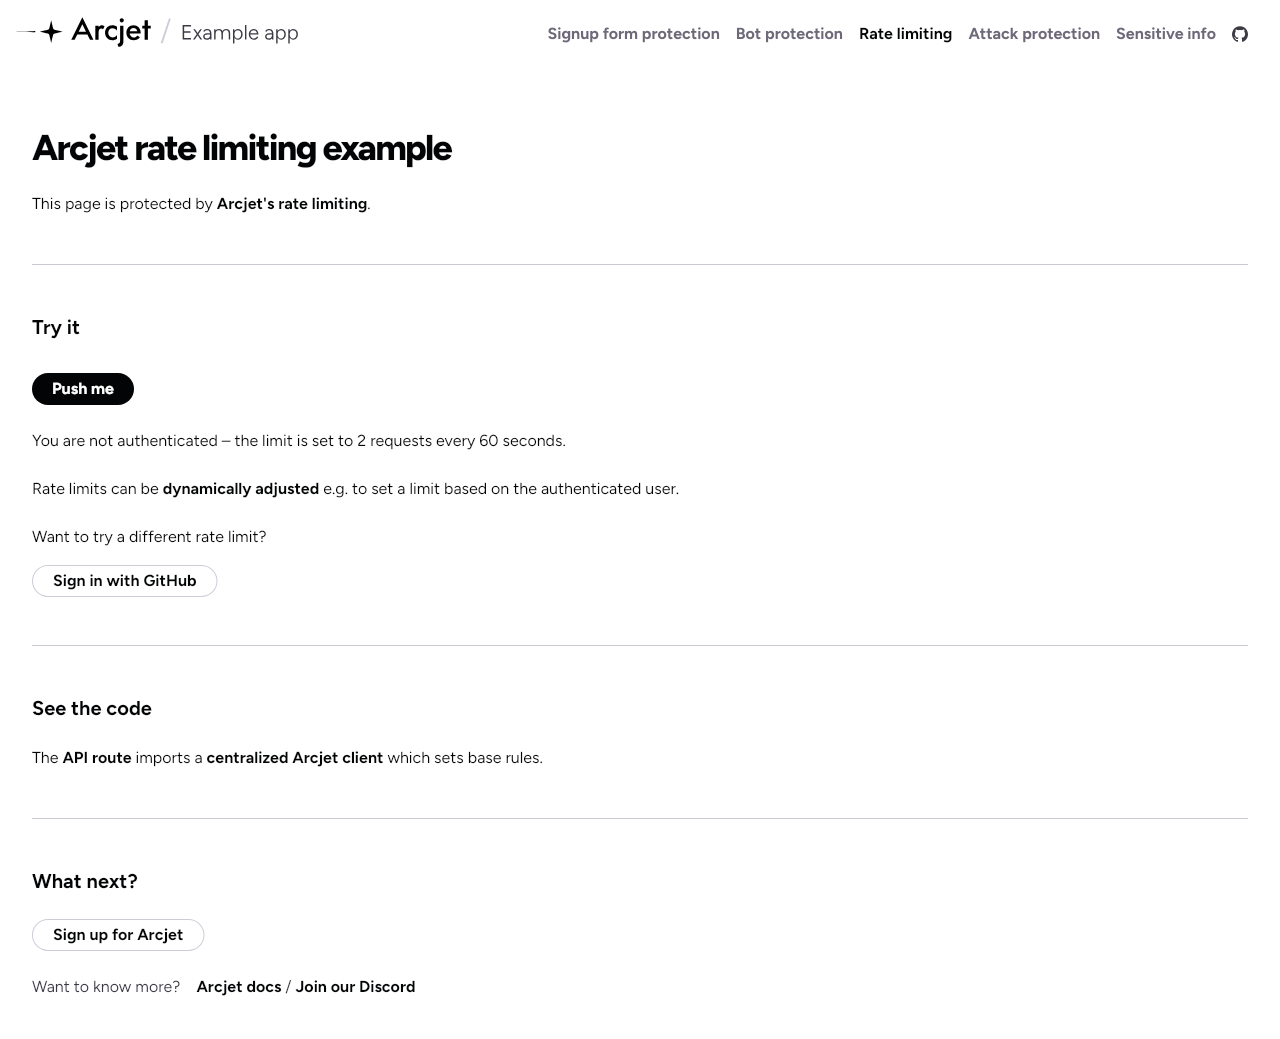 Arcjet / Example app
Signup form protection Bot protection Rate limiting Attack protection Sensitive info
Arcjet rate limiting example
This page is protected by Arcjet's rate limiting.
Try it
Push me
You are not authenticated – the limit is set to 2 requests every 60 seconds.
Rate limits can be dynamically adjusted e.g. to set a limit based on the authenticated user.
Want to try a different rate limit?
Sign in with GitHub
See the code
The API route imports a centralized Arcjet client which sets base rules.
What next?
Sign up for Arcjet
Want to know more? Arcjet docs / Join our Discord